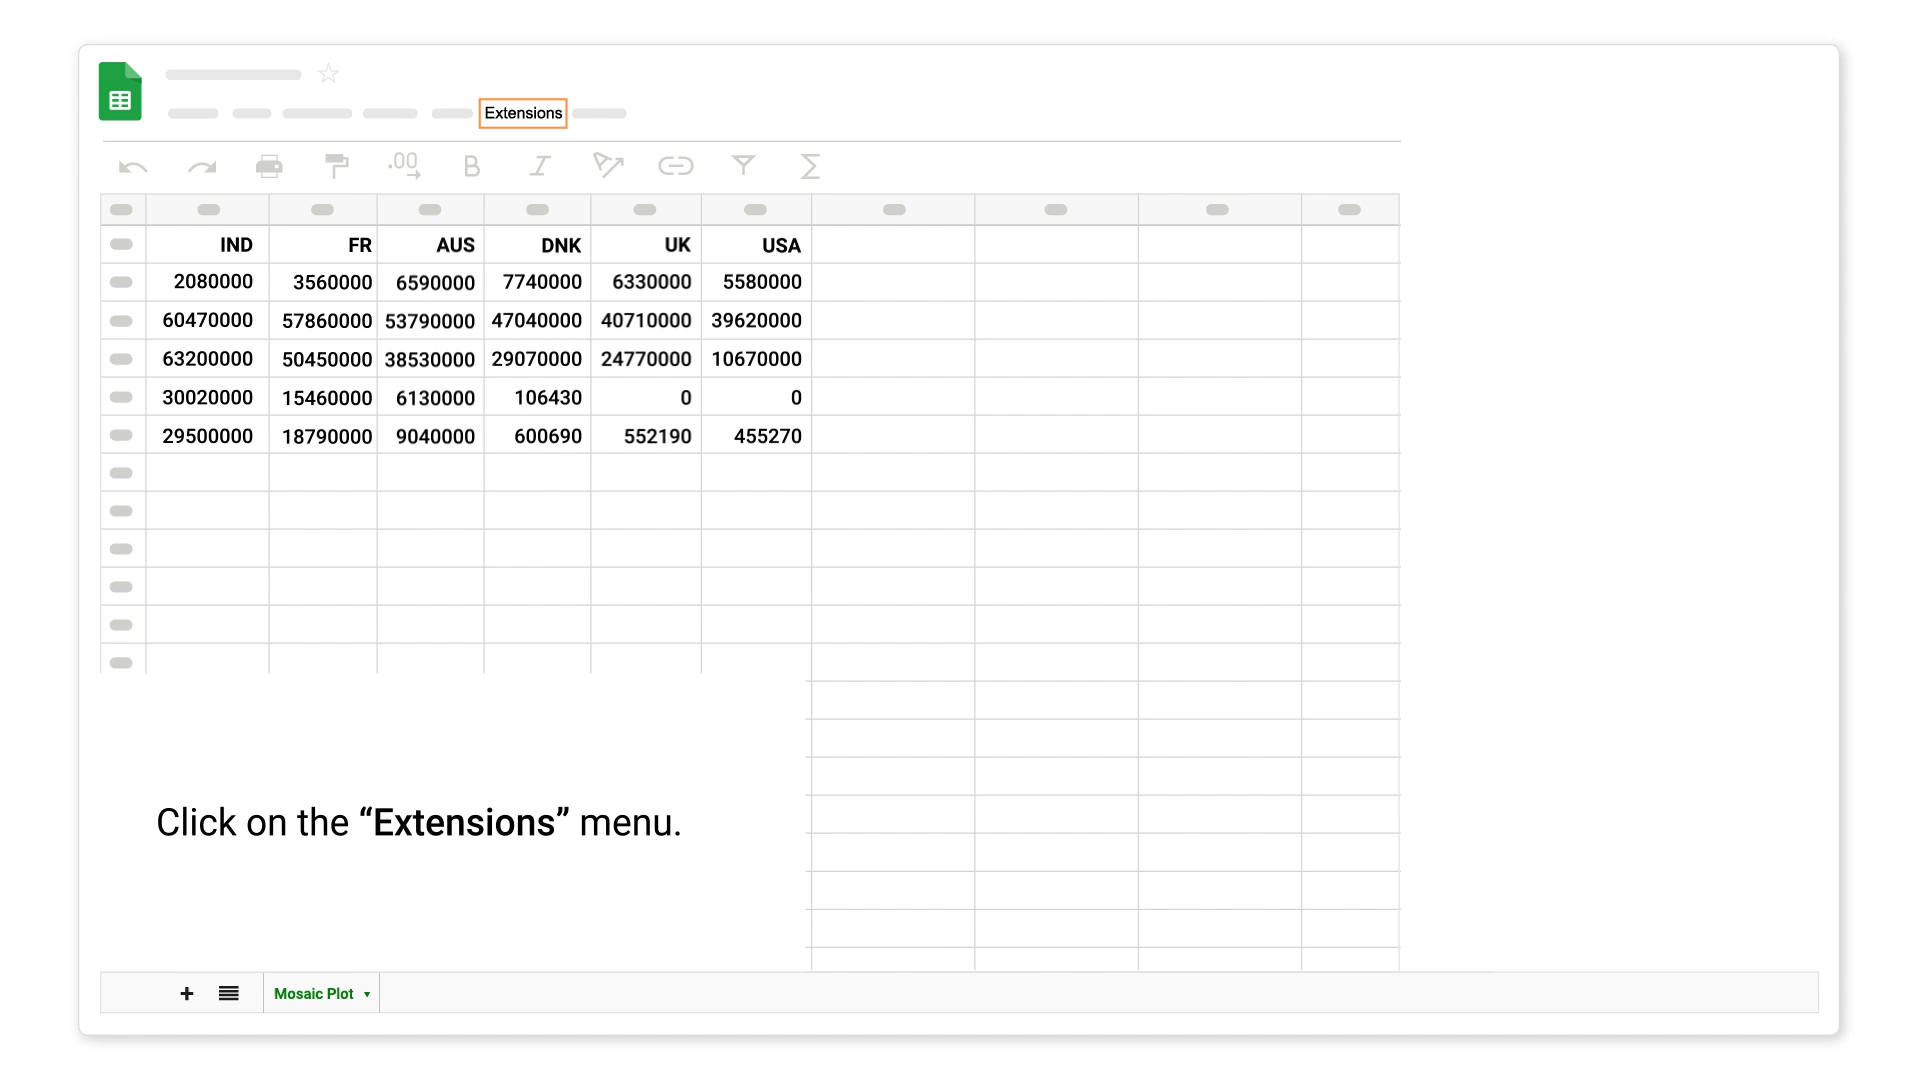 Extensions
.00
B I
IND FR AUS DNK UK USA
2080000 3560000 6590000 7740000 6330000 5580000
60470000 57860000 53790000 47040000 40710000 39620000
63200000 50450000 38530000 29070000 24770000 10670000
30020000 15460000 6130000 106430 0 0
29500000 18790000 9040000 600690 552190 455270
Click on the “Extensions” menu.
Mosaic Plot